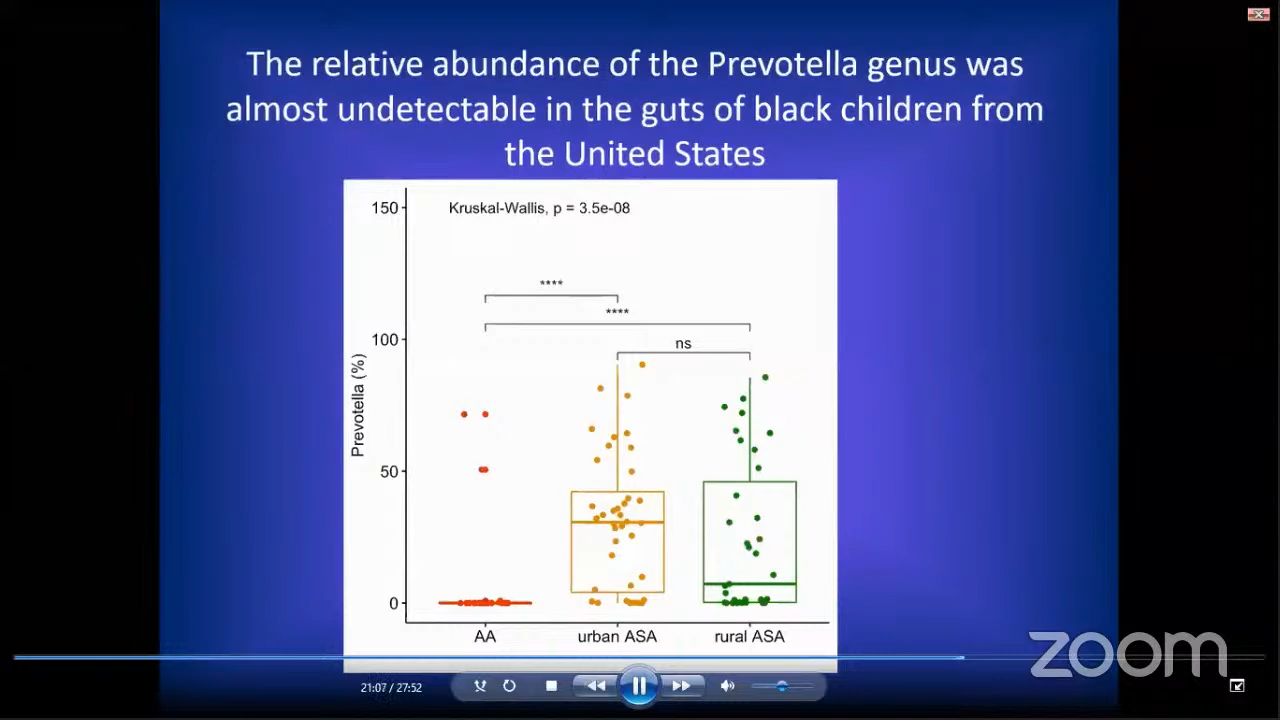 The relative abundance of the Prevotella genus was
almost undetectable in the guts of black children from
the United States
150
Kruskal-Wallis, p = 3.5e-08
****
****
100
ns
Prevotella (%)
50
0
AA urban ASA rural ASA
zoom
21:07 / 27:52